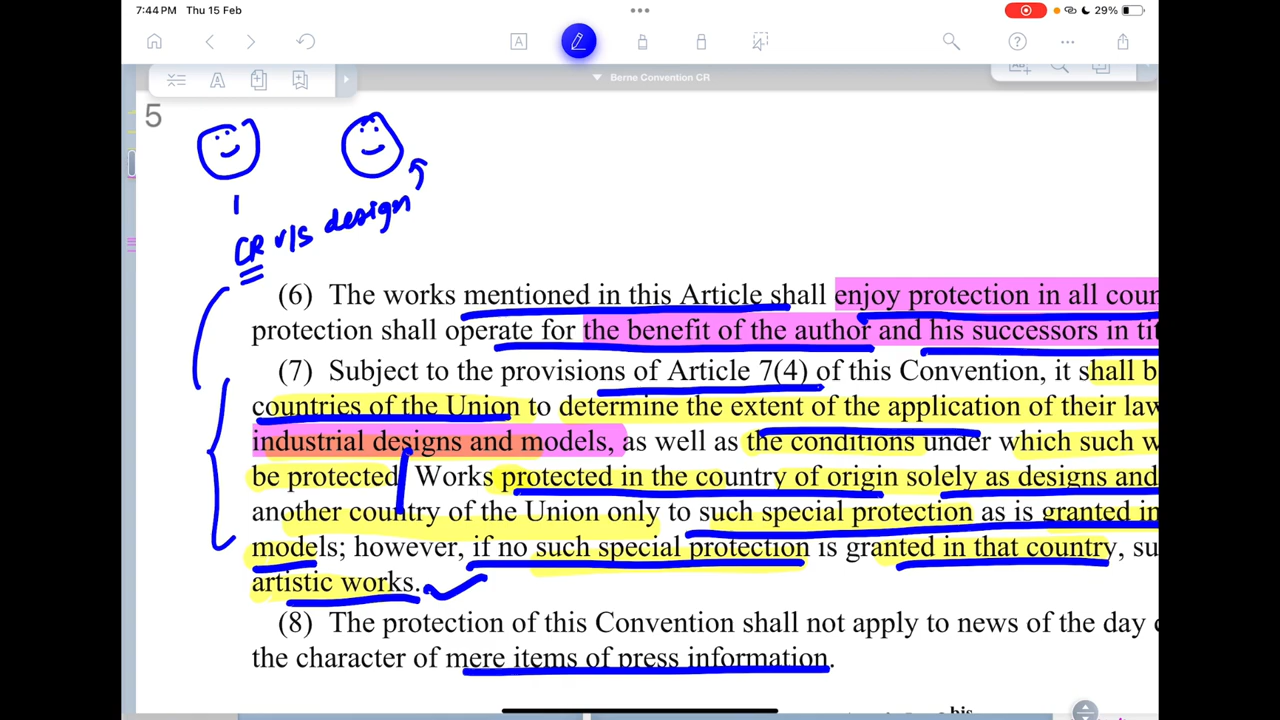 7:44 PM Thu 15 Feb
29%
Berne Convention CR
5
CR v/s design
(6) The works mentioned in this Article shall enjoy protection in all coun
protection shall operate for the benefit of the author and his successors in tit
(7) Subject to the provisions of Article 7(4) of this Convention, it shall b
countries of the Union to determine the extent of the application of their law
industrial designs and models, as well as the conditions under which such w
be protected Works protected in the country of origin solely as designs and
another country of the Union only to such special protection as is granted in
models; however, if no such special protection is granted in that country, su
artistic works.
(8) The protection of this Convention shall not apply to news of the day
the character of mere items of press information.
bis